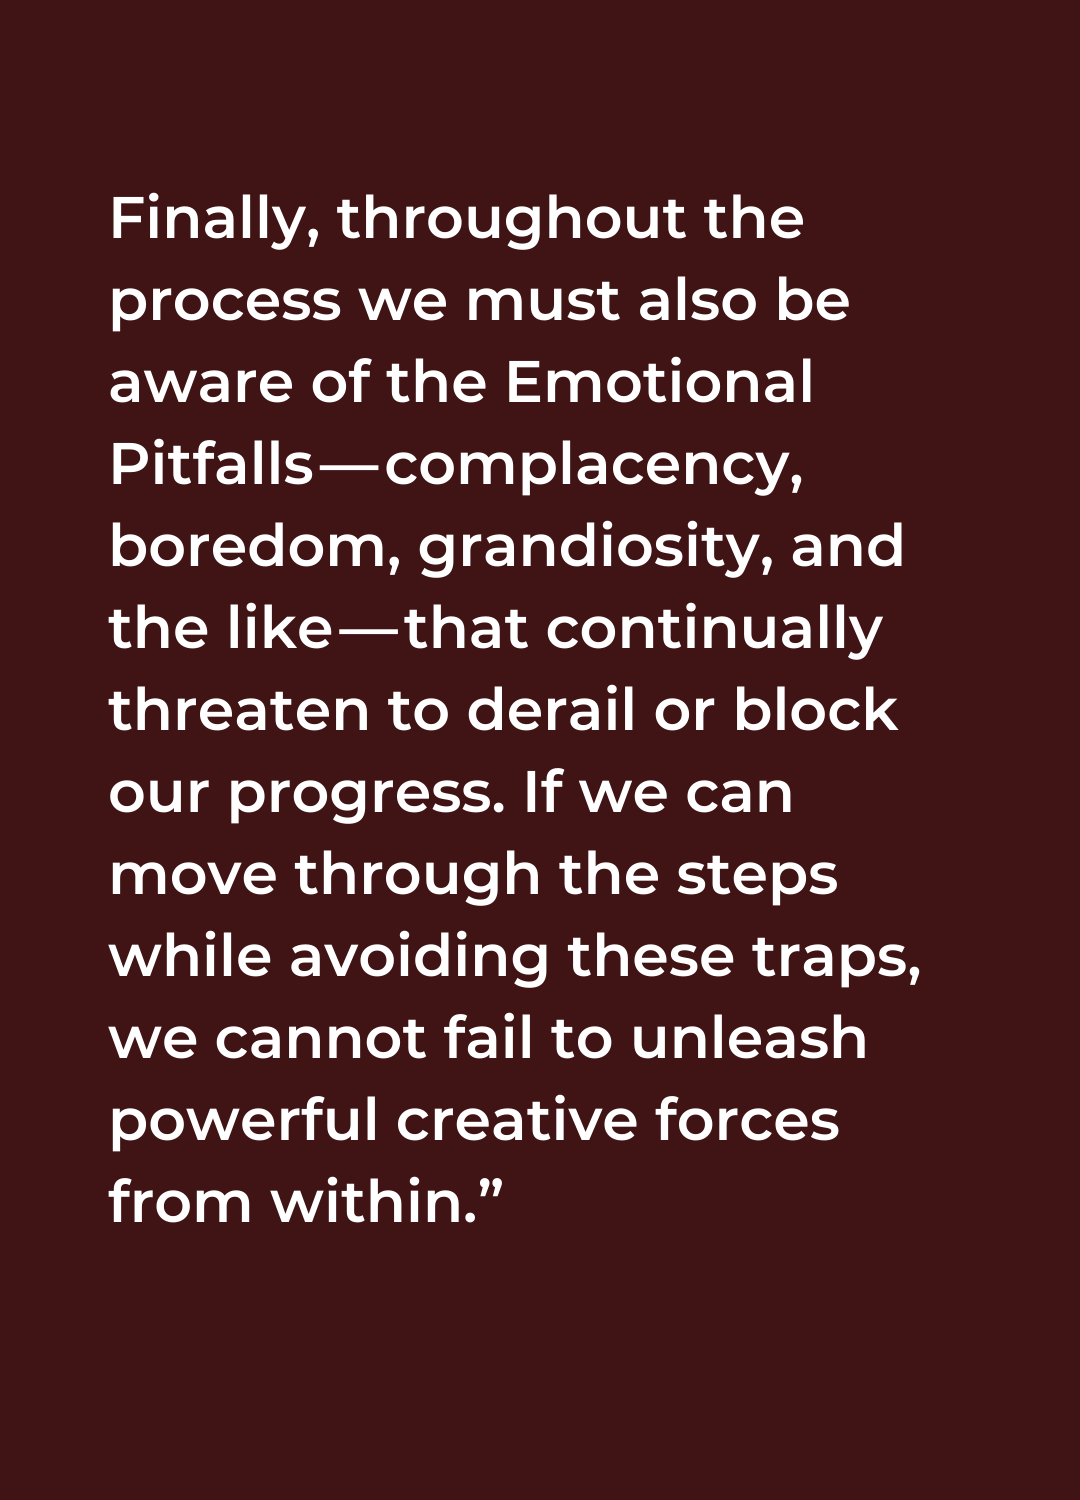 Finally, throughout the
process we must also be
aware of the Emotional
Pitfalls—complacency,
boredom, grandiosity, and
the like—that continually
threaten to derail or block
our progress. If we can
move through the steps
while avoiding these traps,
we cannot fail to unleash
powerful creative forces
from within.”